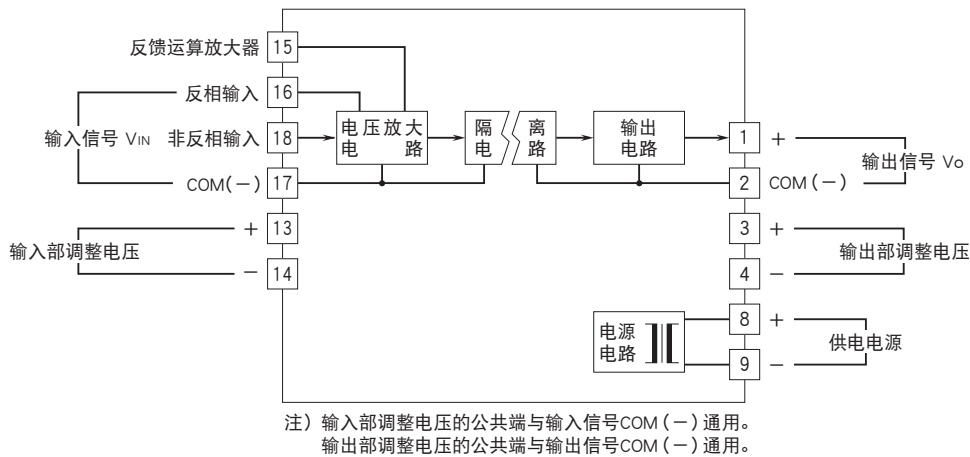 反馈运算放大器 15
反相输入 16
输入信号 VIN
非反相输入 18
COM(－) 17
电压放大
电 路
隔
电
离
路
输出
电路
1 +
输出信号 Vo
2 COM(－)
+ 13
输入部调整电压
－ 14
3 +
输出部调整电压
4 －
电源
电路
8 +
供电电源
9 －
注）输入部调整电压的公共端与输入信号COM（－）通用。
输出部调整电压的公共端与输出信号COM（－）通用。